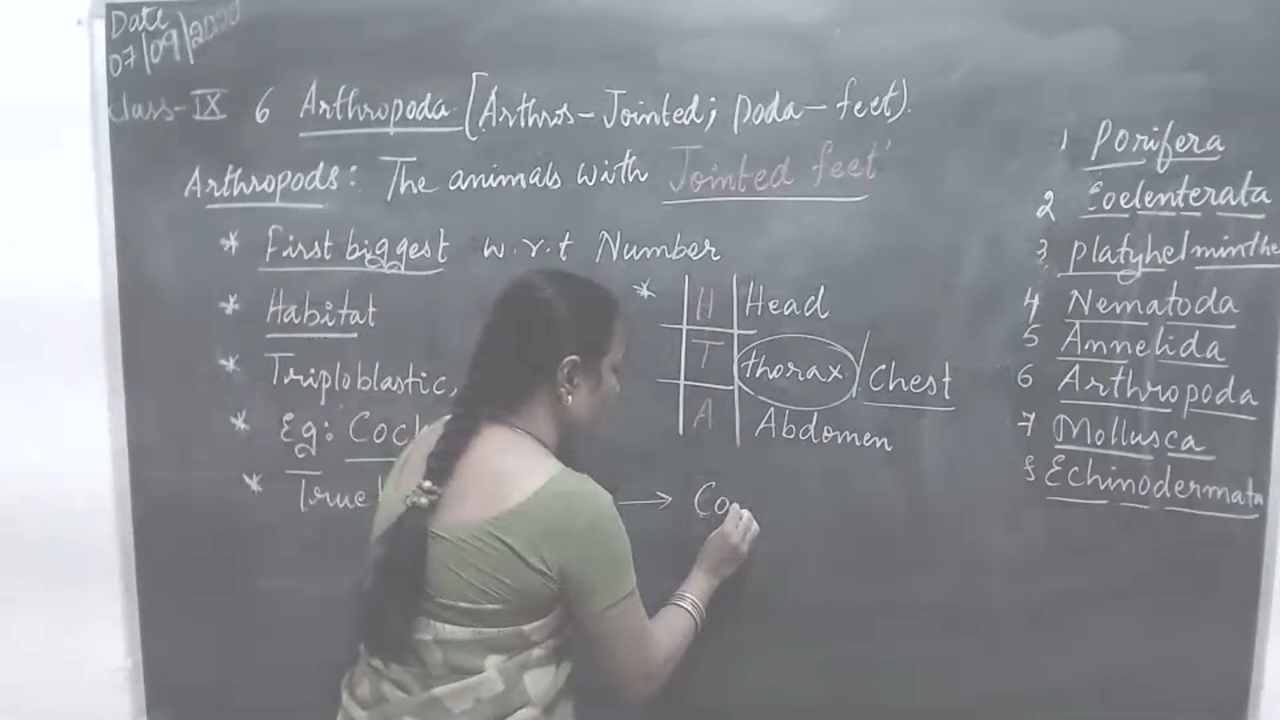 Date
07/09/2020
Class-IX 6 Arthropoda [Arthros-Jointed; poda-feet).
Arthropods: The animals with Jointed feet'
* First biggest w.r.t Number
* Habitat
* Triploblastic,
* Eg: Coch
* True
→ Co
* H Head
T thorax / Chest
A Abdomen
1 Porifera
2 Coelenterata
3 Platyhelminthe
4 Nematoda
5 Annelida
6 Arthropoda
7 Mollusca
8 Echinodermata